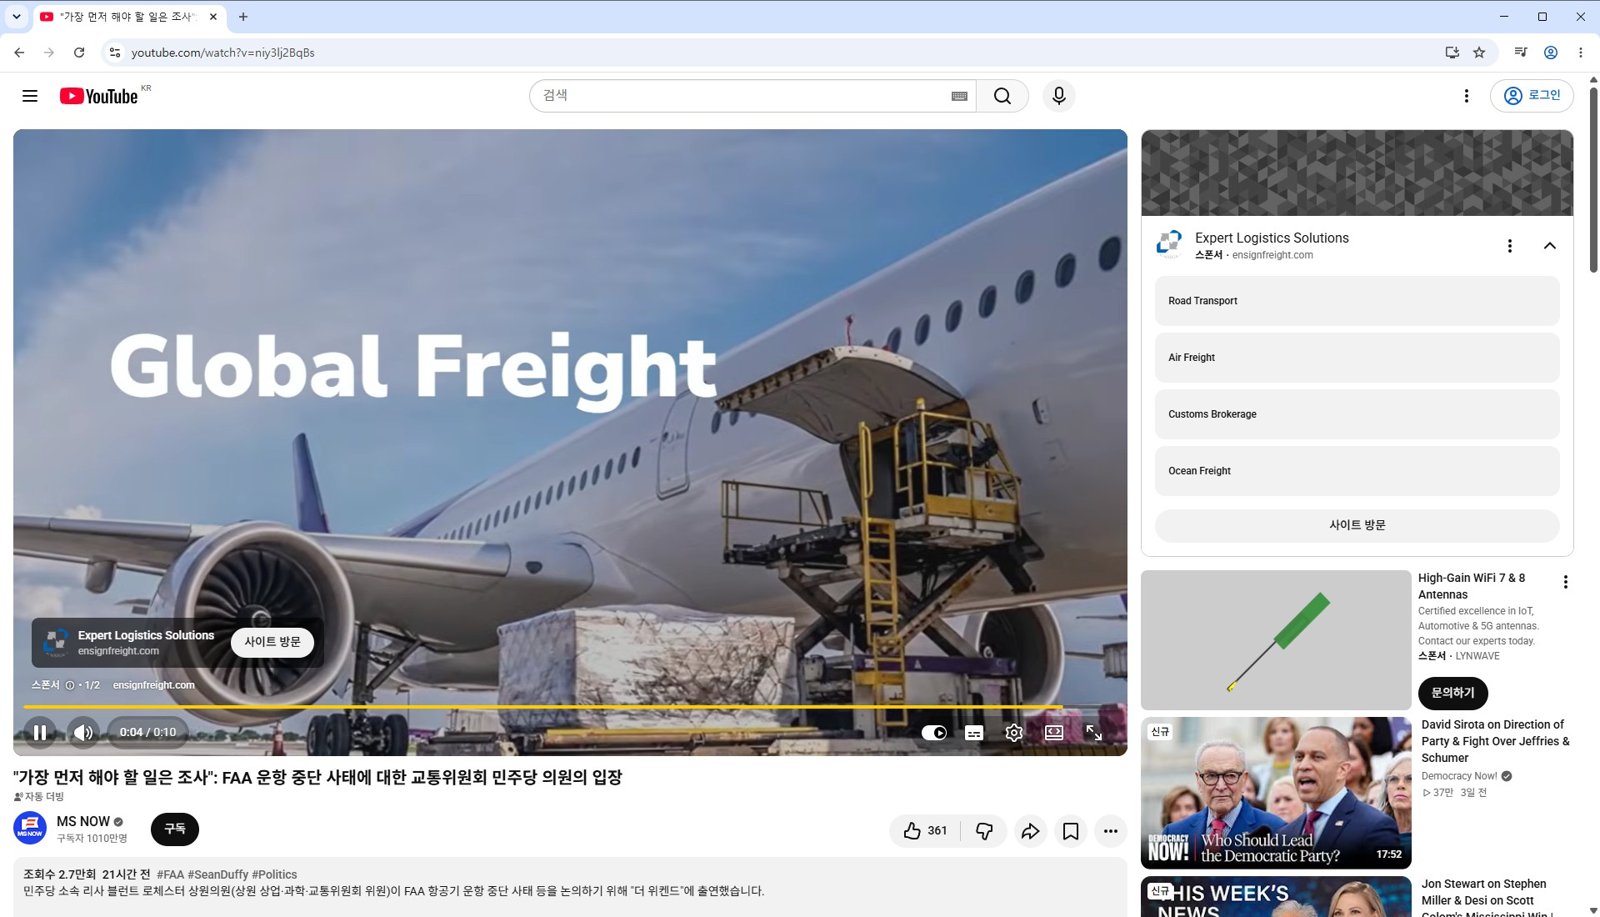 "가장 먼저 해야 할 일은 조사":
youtube.com/watch?v=niy3lj2BqBs
YouTube KR
검색
로그인
Global Freight
Expert Logistics Solutions
ensignfreight.com
사이트 방문
스폰서 • 1/2 ensignfreight.com
0:04 / 0:10
"가장 먼저 해야 할 일은 조사": FAA 운항 중단 사태에 대한 교통위원회 민주당 의원의 입장
자동 더빙
MS NOW
MS NOW
구독자 1010만명
구독
361
조회수 2.7만회 21시간 전 #FAA #SeanDuffy #Politics
민주당 소속 리사 블런트 로체스터 상원의원(상원 상업·과학·교통위원회 위원)이 FAA 항공기 운항 중단 사태 등을 논의하기 위해 "더 위켄드"에 출연했습니다.
Expert Logistics Solutions
스폰서 · ensignfreight.com
Road Transport
Air Freight
Customs Brokerage
Ocean Freight
사이트 방문
High-Gain WiFi 7 & 8
Antennas
Certified excellence in IoT,
Automotive & 5G antennas.
Contact our experts today.
스폰서 · LYNWAVE
문의하기
신규
DEMOCRACY
NOW!
Who Should Lead
the Democratic Party?
17:52
David Sirota on Direction of
Party & Fight Over Jeffries &
Schumer
Democracy Now!
37만 3일 전
신규
THIS WEEK'S
NEWS
Jon Stewart on Stephen
Miller & Desi on Scott
Colom's Mississippi Win |